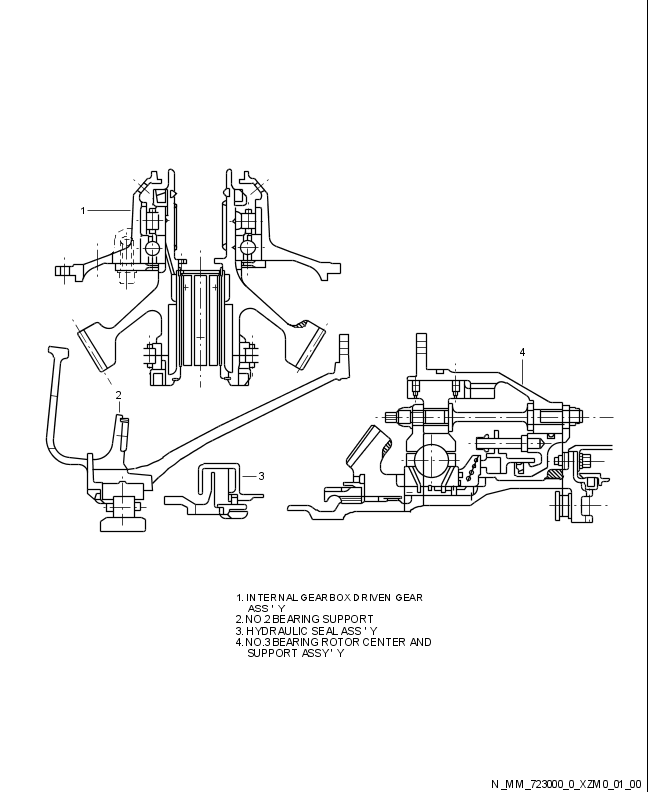 1
2
3
4
1. INTERNAL GEARBOX DRIVEN GEAR
ASS ' Y
2. NO.2 BEARING SUPPORT
3. HYDRAULIC SEAL ASS ' Y
4. NO.3 BEARING ROTOR CENTER AND
SUPPORT ASSY ' Y
N_MM_723000_0_XZM0_01_00